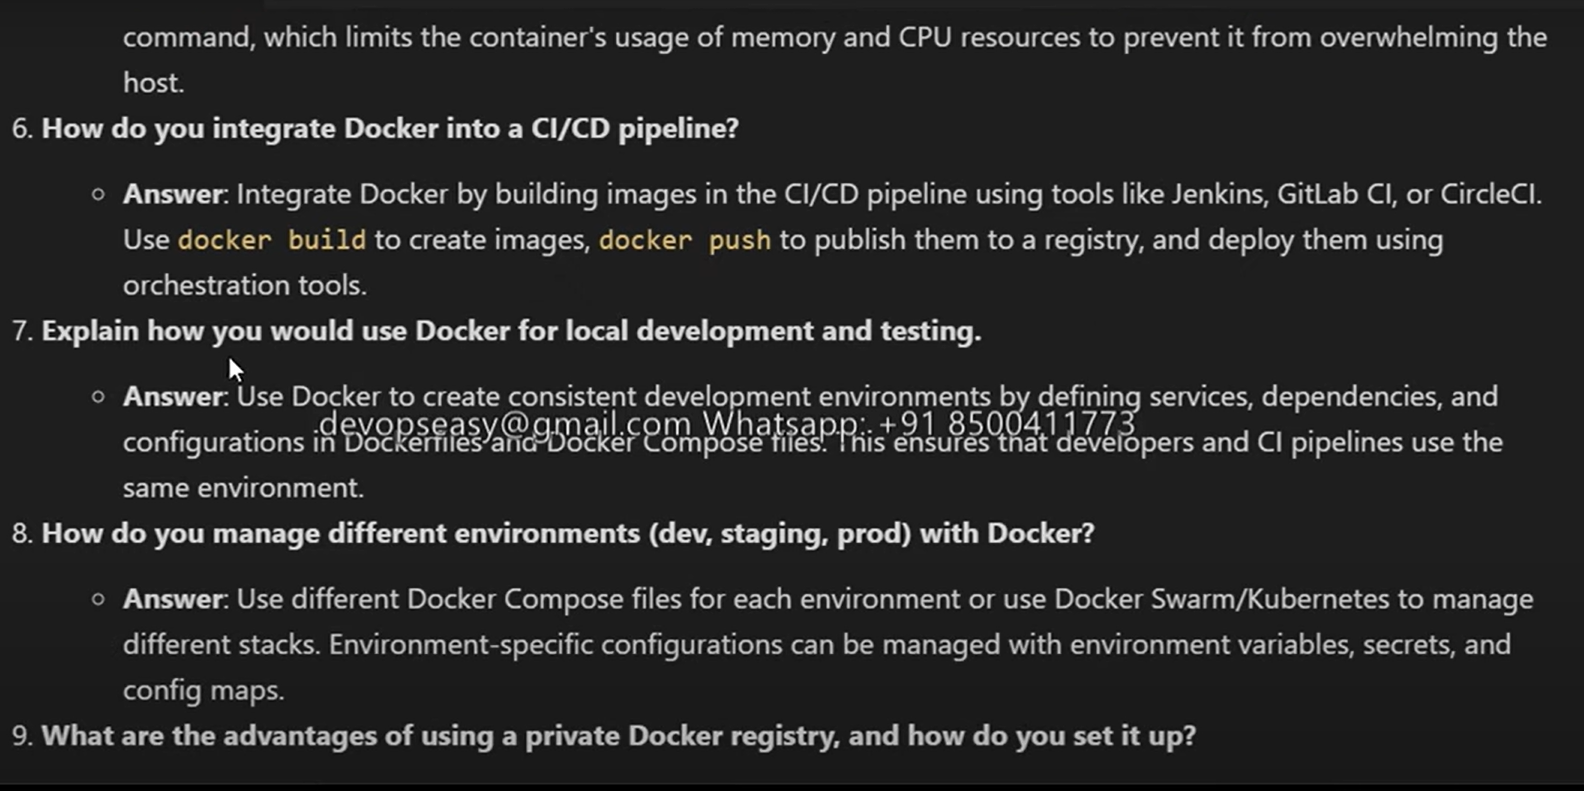 command, which limits the container's usage of memory and CPU resources to prevent it from overwhelming the
host.
6. How do you integrate Docker into a CI/CD pipeline?
Answer: Integrate Docker by building images in the CI/CD pipeline using tools like Jenkins, GitLab CI, or CircleCI.
Use docker build to create images, docker push to publish them to a registry, and deploy them using
orchestration tools.
7. Explain how you would use Docker for local development and testing.
Answer: Use Docker to create consistent development environments by defining services, dependencies, and
devopseasy@gmail.com Whatsapp: +91 8500411773
configurations in Dockerfiles and Docker Compose files. This ensures that developers and CI pipelines use the
same environment.
8. How do you manage different environments (dev, staging, prod) with Docker?
Answer: Use different Docker Compose files for each environment or use Docker Swarm/Kubernetes to manage
different stacks. Environment-specific configurations can be managed with environment variables, secrets, and
config maps.
9. What are the advantages of using a private Docker registry, and how do you set it up?